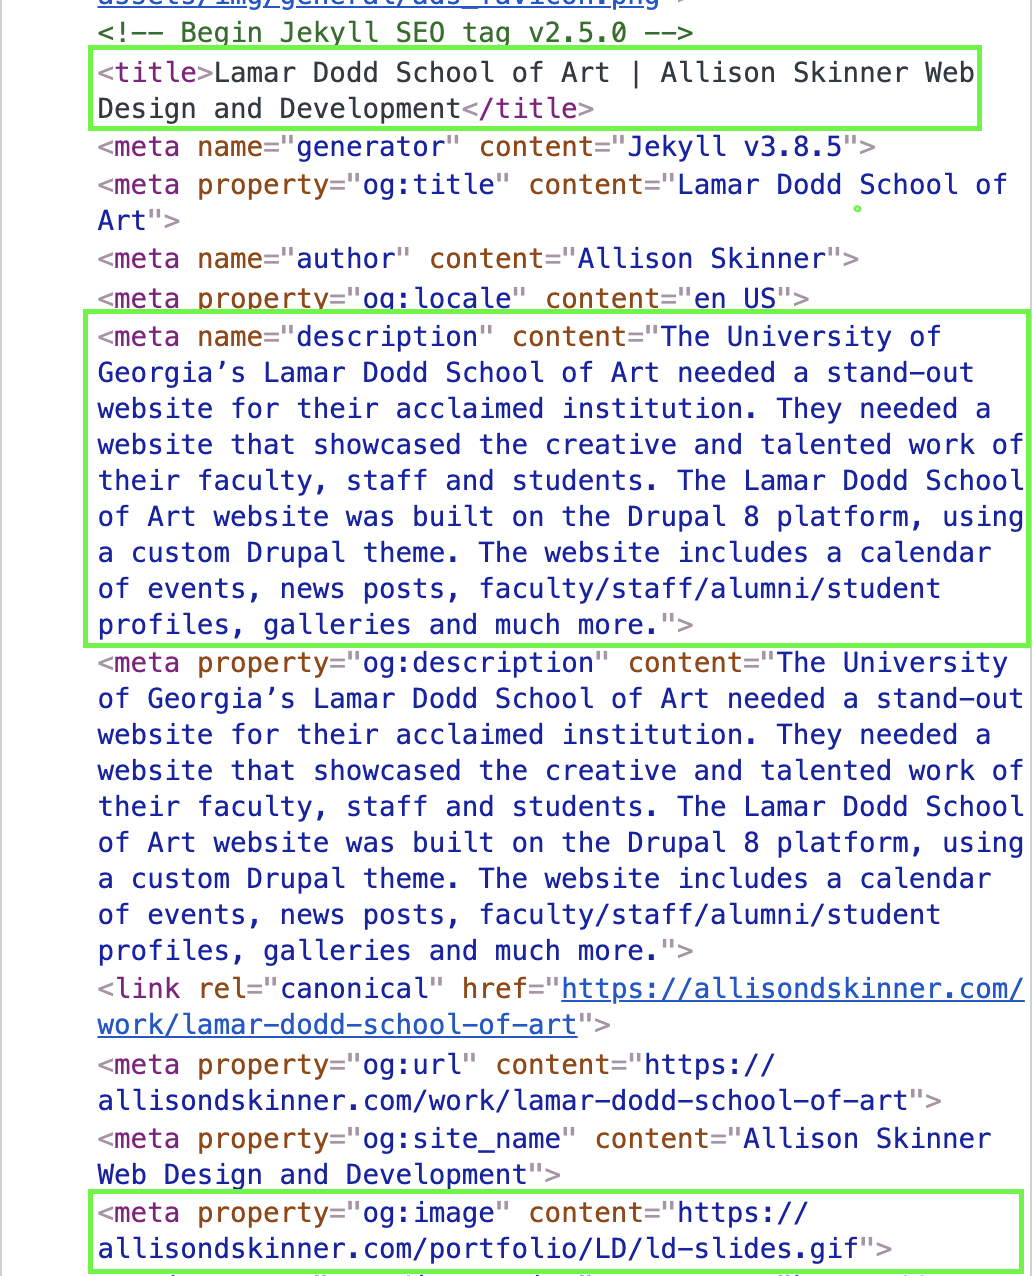 assets/img/general/ads_favicon.png">
<!-- Begin Jekyll SEO tag v2.5.0 -->
<title>Lamar Dodd School of Art | Allison Skinner Web
Design and Development</title>
<meta name="generator" content="Jekyll v3.8.5">
<meta property="og:title" content="Lamar Dodd School of
Art">
<meta name="author" content="Allison Skinner">
<meta property="og:locale" content="en_US">
<meta name="description" content="The University of
Georgia’s Lamar Dodd School of Art needed a stand-out
website for their acclaimed institution. They needed a
website that showcased the creative and talented work of
their faculty, staff and students. The Lamar Dodd School
of Art website was built on the Drupal 8 platform, using
a custom Drupal theme. The website includes a calendar
of events, news posts, faculty/staff/alumni/student
profiles, galleries and much more.">
<meta property="og:description" content="The University
of Georgia’s Lamar Dodd School of Art needed a stand-out
website for their acclaimed institution. They needed a
website that showcased the creative and talented work of
their faculty, staff and students. The Lamar Dodd School
of Art website was built on the Drupal 8 platform, using
a custom Drupal theme. The website includes a calendar
of events, news posts, faculty/staff/alumni/student
profiles, galleries and much more.">
<link rel="canonical" href="https://allisondskinner.com/
work/lamar-dodd-school-of-art">
<meta property="og:url" content="https://
allisondskinner.com/work/lamar-dodd-school-of-art">
<meta property="og:site_name" content="Allison Skinner
Web Design and Development">
<meta property="og:image" content="https://
allisondskinner.com/portfolio/LD/ld-slides.gif">